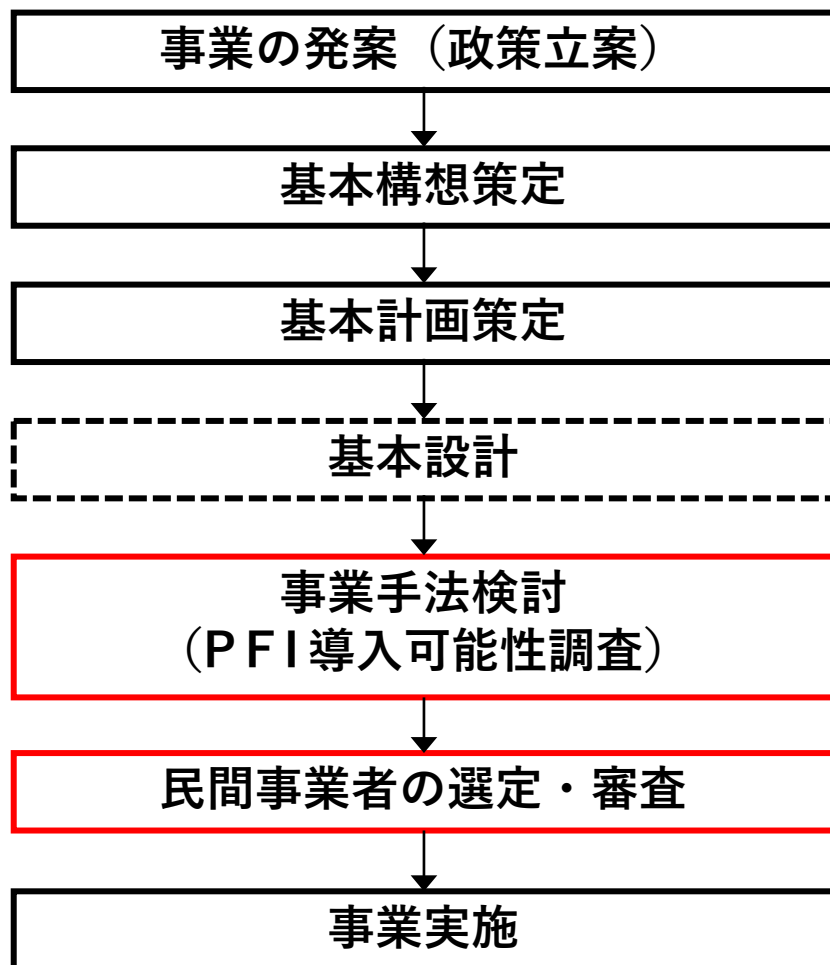 事業の発案（政策立案）
基本構想策定
基本計画策定
基本設計
事業手法検討
（ＰＦＩ導入可能性調査）
民間事業者の選定・審査
事業実施